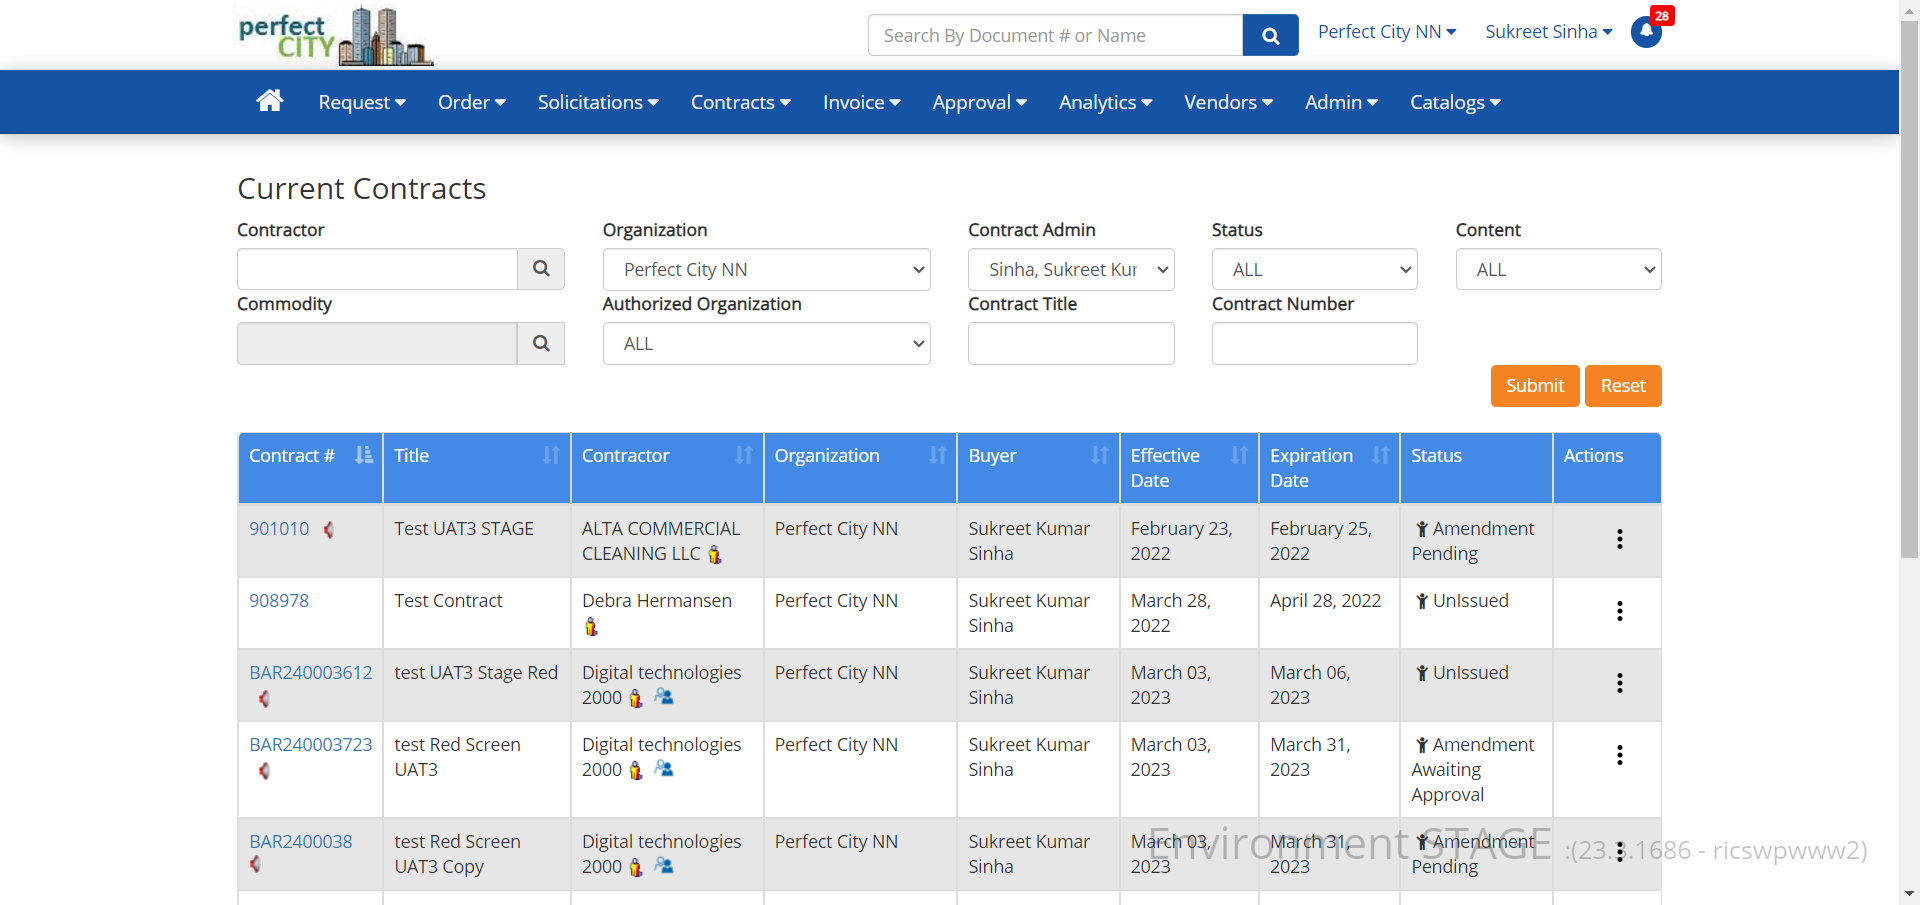 perfect
CITY
Search By Document # or Name
Perfect City NN
Sukreet Sinha
28
Request
Order
Solicitations
Contracts
Invoice
Approval
Analytics
Vendors
Admin
Catalogs
Current Contracts
Contractor
Organization
Contract Admin
Status
Content
Perfect City NN
Sinha, Sukreet Kur
ALL
ALL
Commodity
Authorized Organization
Contract Title
Contract Number
ALL
Submit
Reset
Contract #
Title
Contractor
Organization
Buyer
Effective
Date
Expiration
Date
Status
Actions
901010
Test UAT3 STAGE
ALTA COMMERCIAL
CLEANING LLC
Perfect City NN
Sukreet Kumar
Sinha
February 23,
2022
February 25,
2022
Amendment
Pending
908978
Test Contract
Debra Hermansen
Perfect City NN
Sukreet Kumar
Sinha
March 28,
2022
April 28, 2022
UnIssued
BAR240003612
test UAT3 Stage Red
Digital technologies
2000
Perfect City NN
Sukreet Kumar
Sinha
March 03,
2023
March 06,
2023
UnIssued
BAR240003723
test Red Screen
UAT3
Digital technologies
2000
Perfect City NN
Sukreet Kumar
Sinha
March 03,
2023
March 31,
2023
Amendment
Awaiting
Approval
BAR2400038
test Red Screen
UAT3 Copy
Digital technologies
2000
Perfect City NN
Sukreet Kumar
Sinha
March 03,
2023
March 31,
2023
Amendment
Pending
Environment STAGE
- ricswpwww2)